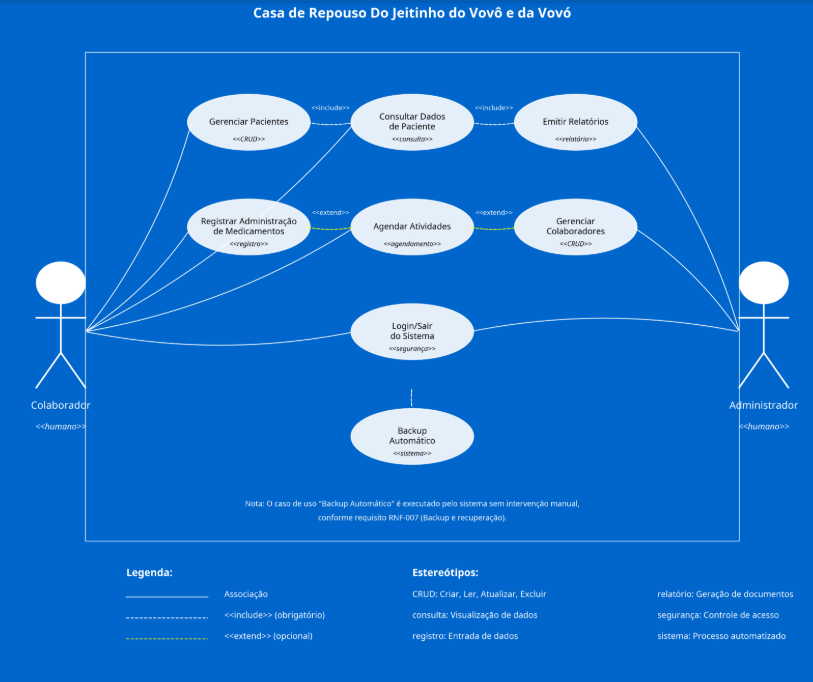 Casa de Repouso Do Jeitinho do Vovô e da Vovó
Gerenciar Pacientes
<<CRUD>>
<<include>>
Consultar Dados
de Paciente
<<consulta>>
<<include>>
Emitir Relatórios
<<relatório>>
Registrar Administração
de Medicamentos
<<registro>>
<<extend>>
Agendar Atividades
<<agendamento>>
<<extend>>
Gerenciar
Colaboradores
<<CRUD>>
Login/Sair
do Sistema
<<segurança>>
Colaborador
<<humano>>
Administrador
<<humano>>
Backup
Automático
<<sistema>>
Nota: O caso de uso "Backup Automático" é executado pelo sistema sem intervenção manual,
conforme requisito RNF-007 (Backup e recuperação).
Legenda:
Associação
<<include>> (obrigatório)
<<extend>> (opcional)
Estereótipos:
CRUD: Criar, Ler, Atualizar, Excluir
consulta: Visualização de dados
registro: Entrada de dados
relatório: Geração de documentos
segurança: Controle de acesso
sistema: Processo automatizado